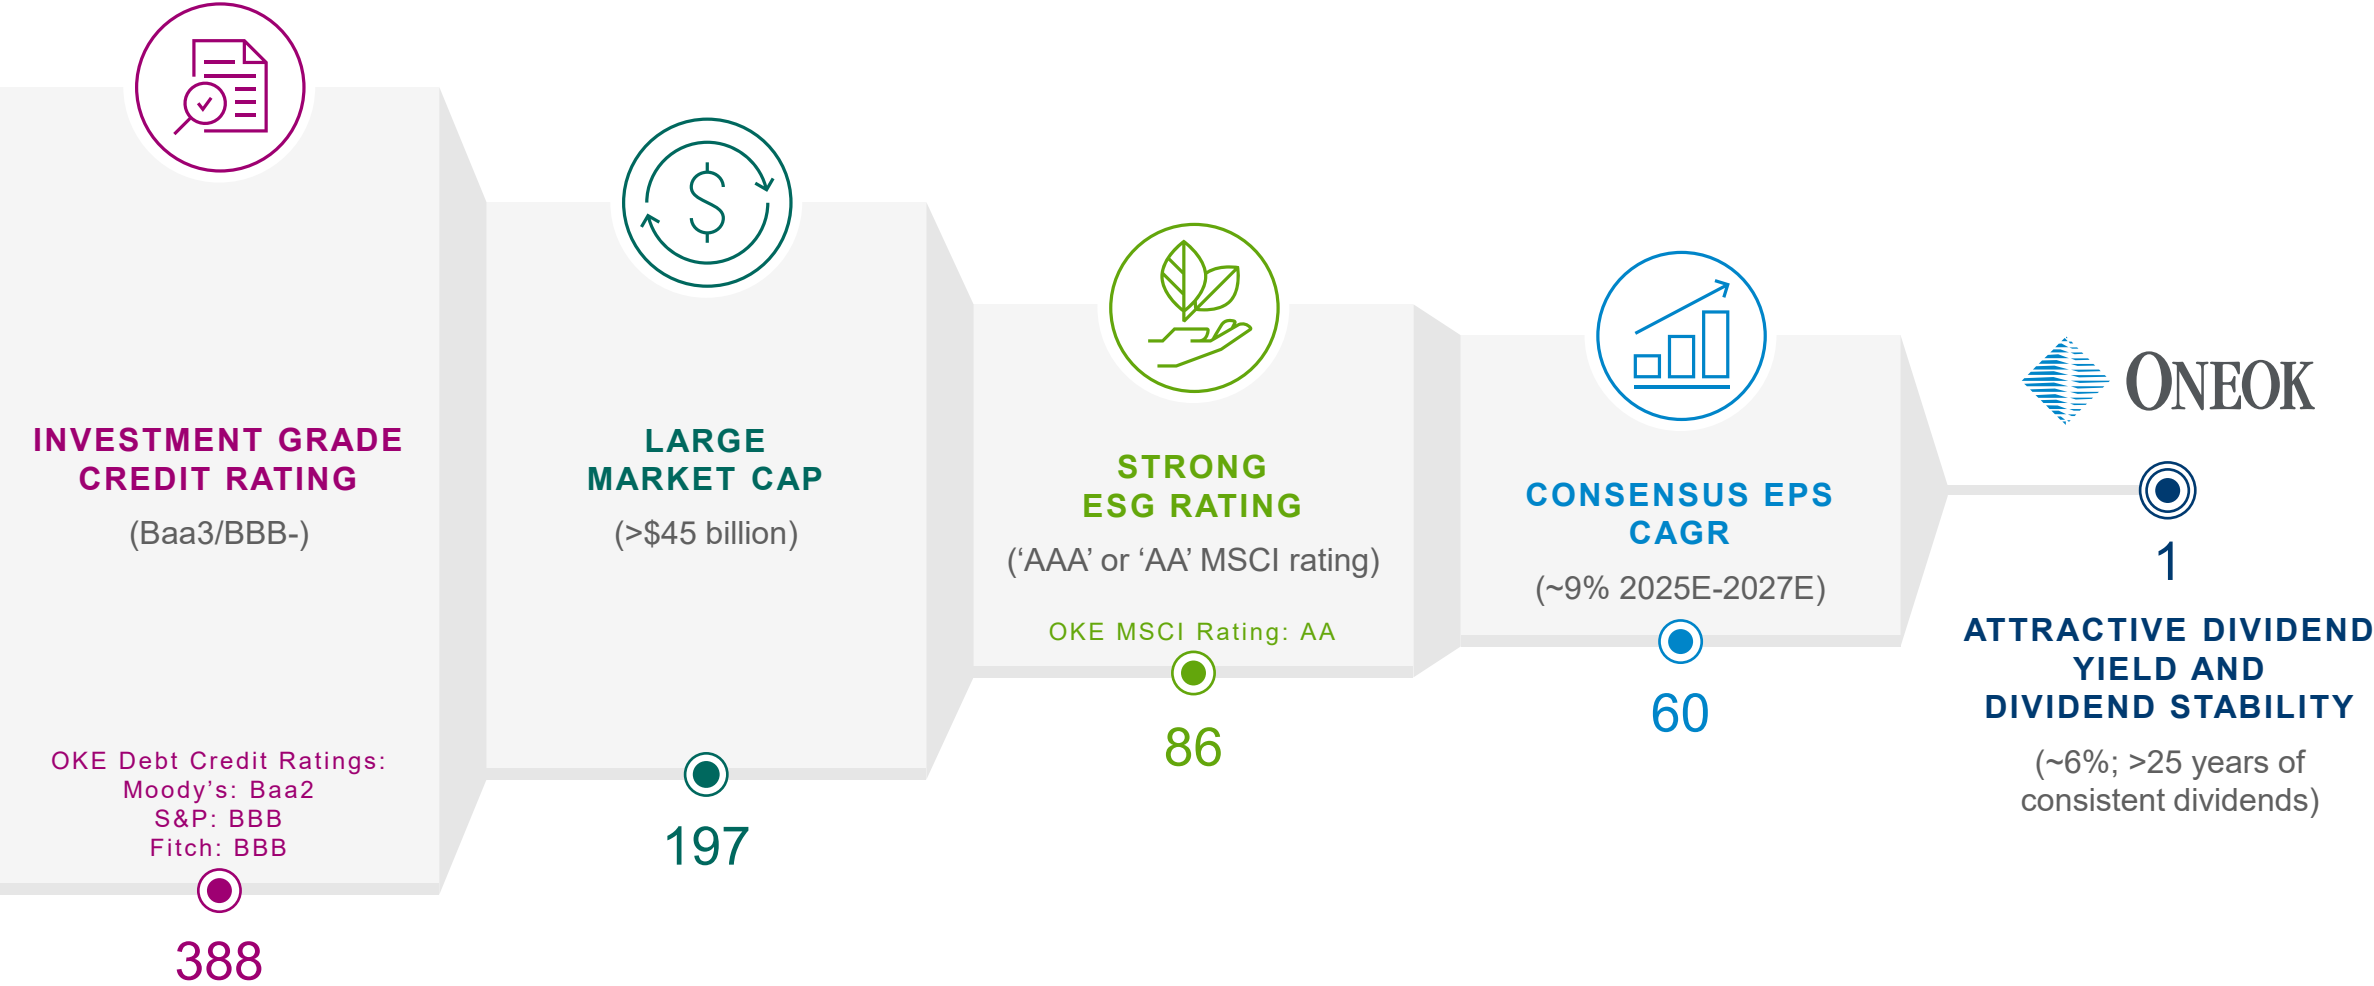 INVESTMENT GRADE
CREDIT RATING
(Baa3/BBB-)
OKE Debt Credit Ratings:
Moody’s: Baa2
S&P: BBB
Fitch: BBB
388
$
LARGE
MARKET CAP
(>$45 billion)
197
STRONG
ESG RATING
(‘AAA’ or ‘AA’ MSCI rating)
OKE MSCI Rating: AA
86
CONSENSUS EPS
CAGR
(~9% 2025E-2027E)
60
ONEOK
1
ATTRACTIVE DIVIDEND
YIELD AND
DIVIDEND STABILITY
(~6%; >25 years of
consistent dividends)